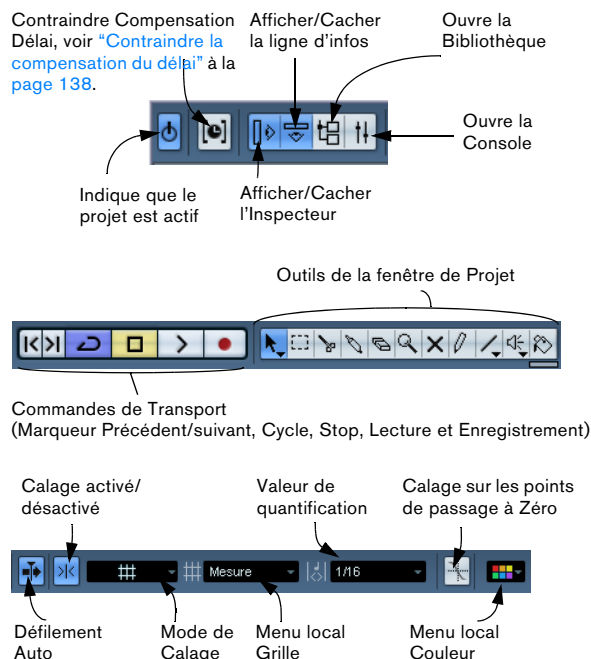 Contraindre Compensation
Délai, voir “Contraindre la
compensation du délai” à la
page 138.
Afficher/Cacher
la ligne d’infos
Ouvre la
Bibliothèque
Ouvre la
Console
Indique que le
projet est actif
Afficher/Cacher
l’Inspecteur
Outils de la fenêtre de Projet
Commandes de Transport
(Marqueur Précédent/suivant, Cycle, Stop, Lecture et Enregistrement)
Calage activé/
désactivé
Valeur de
quantification
Calage sur les points
de passage à Zéro
Mesure
1/16
Défilement
Auto
Mode de
Calage
Menu local
Grille
Menu local
Couleur